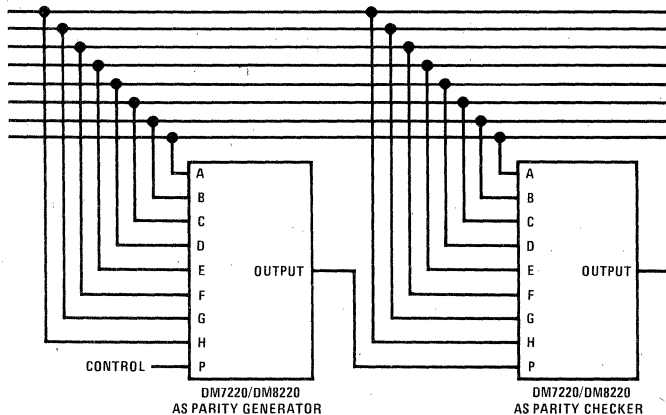 A
B
C
D
E
F
G
H
P
OUTPUT
CONTROL
DM7220/DM8220
AS PARITY GENERATOR
A
B
C
D
E
F
G
H
P
OUTPUT
DM7220/DM8220
AS PARITY CHECKER